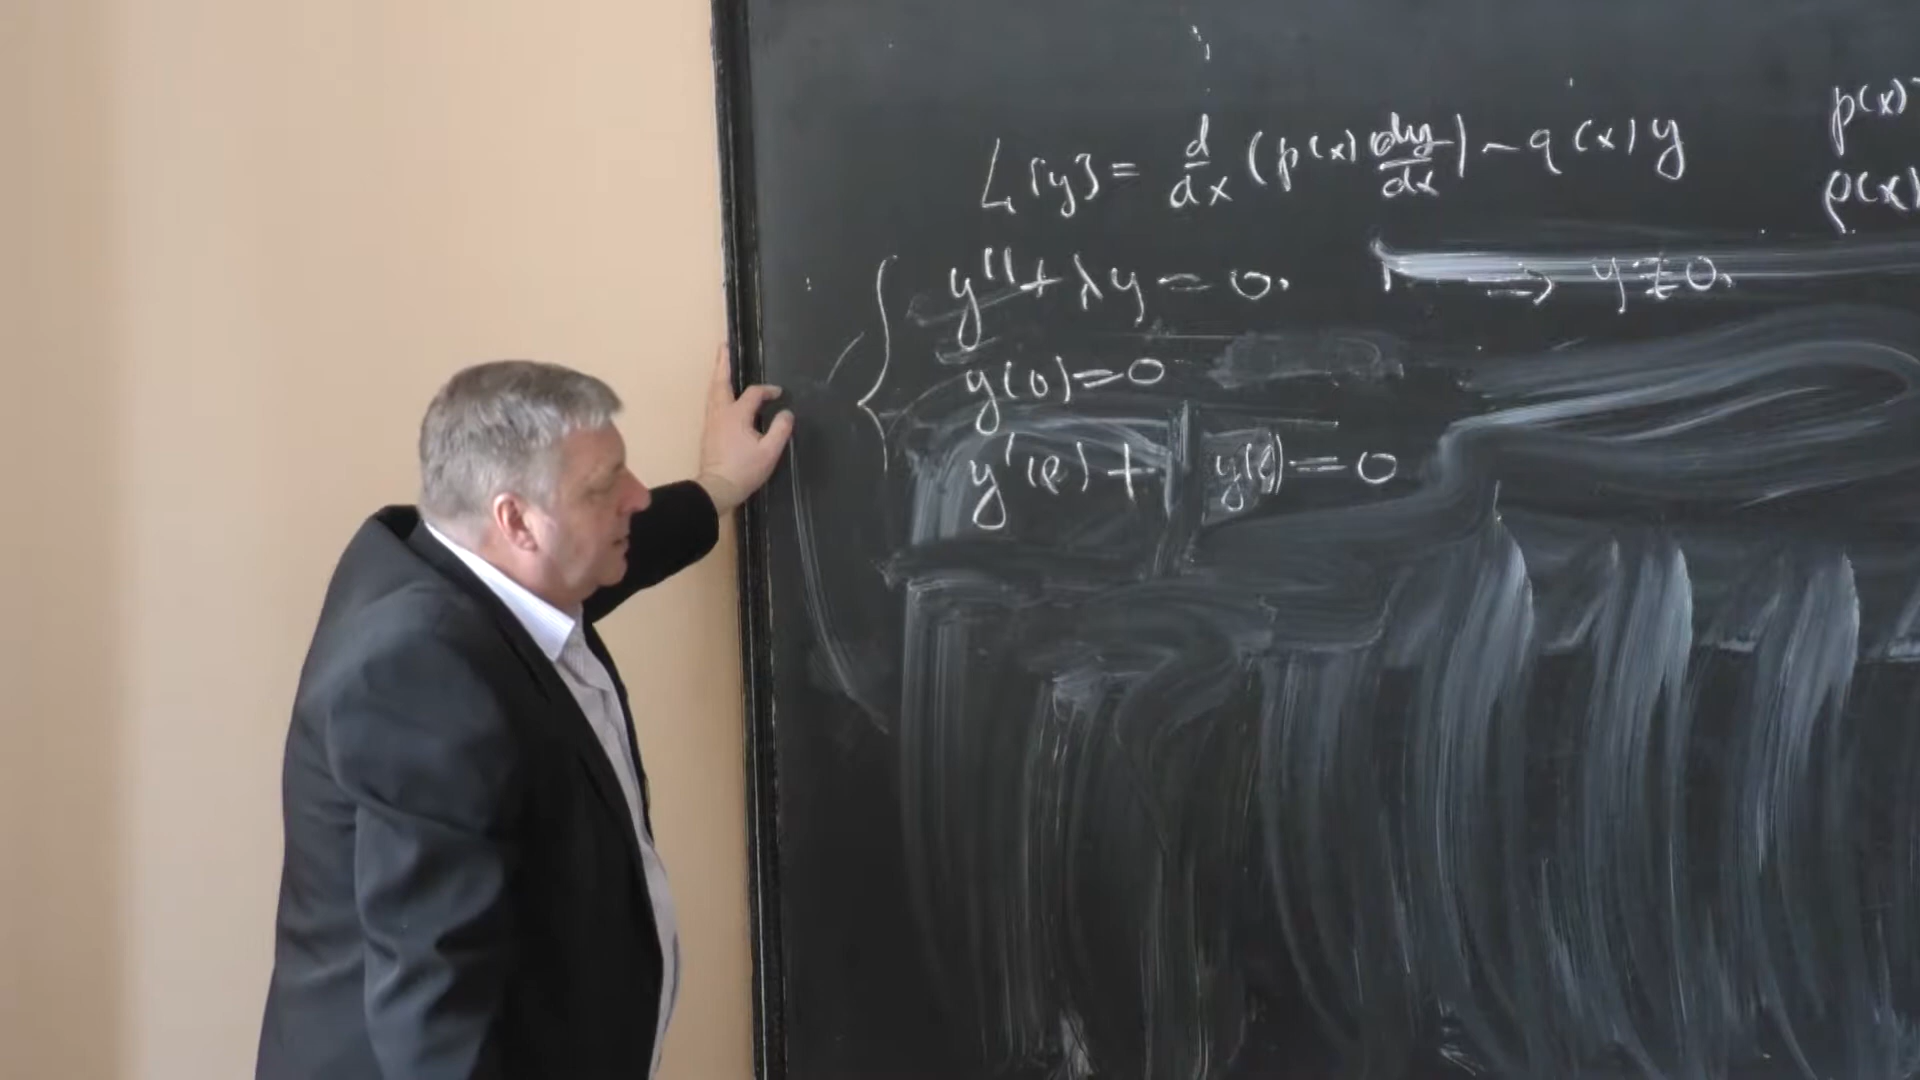 L[y] = d/dx (p(x) dy/dx) - q(x) y
p(x)
ρ(x)
y'' + λy = 0. => y ≢ 0.
y(0) = 0
y'(ℓ) + y(ℓ) = 0